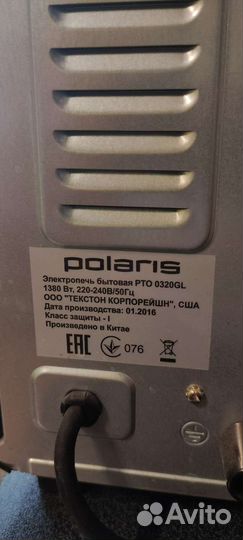 polaris
Электропечь бытовая PTO 0320GL
1380 Вт, 220-240В/50Гц
ООО "ТЕКСТОН КОРПОРЕЙШН", США
Дата производства: 01.2016
Класс защиты - I
Произведено в Китае
EAC 076
Avito